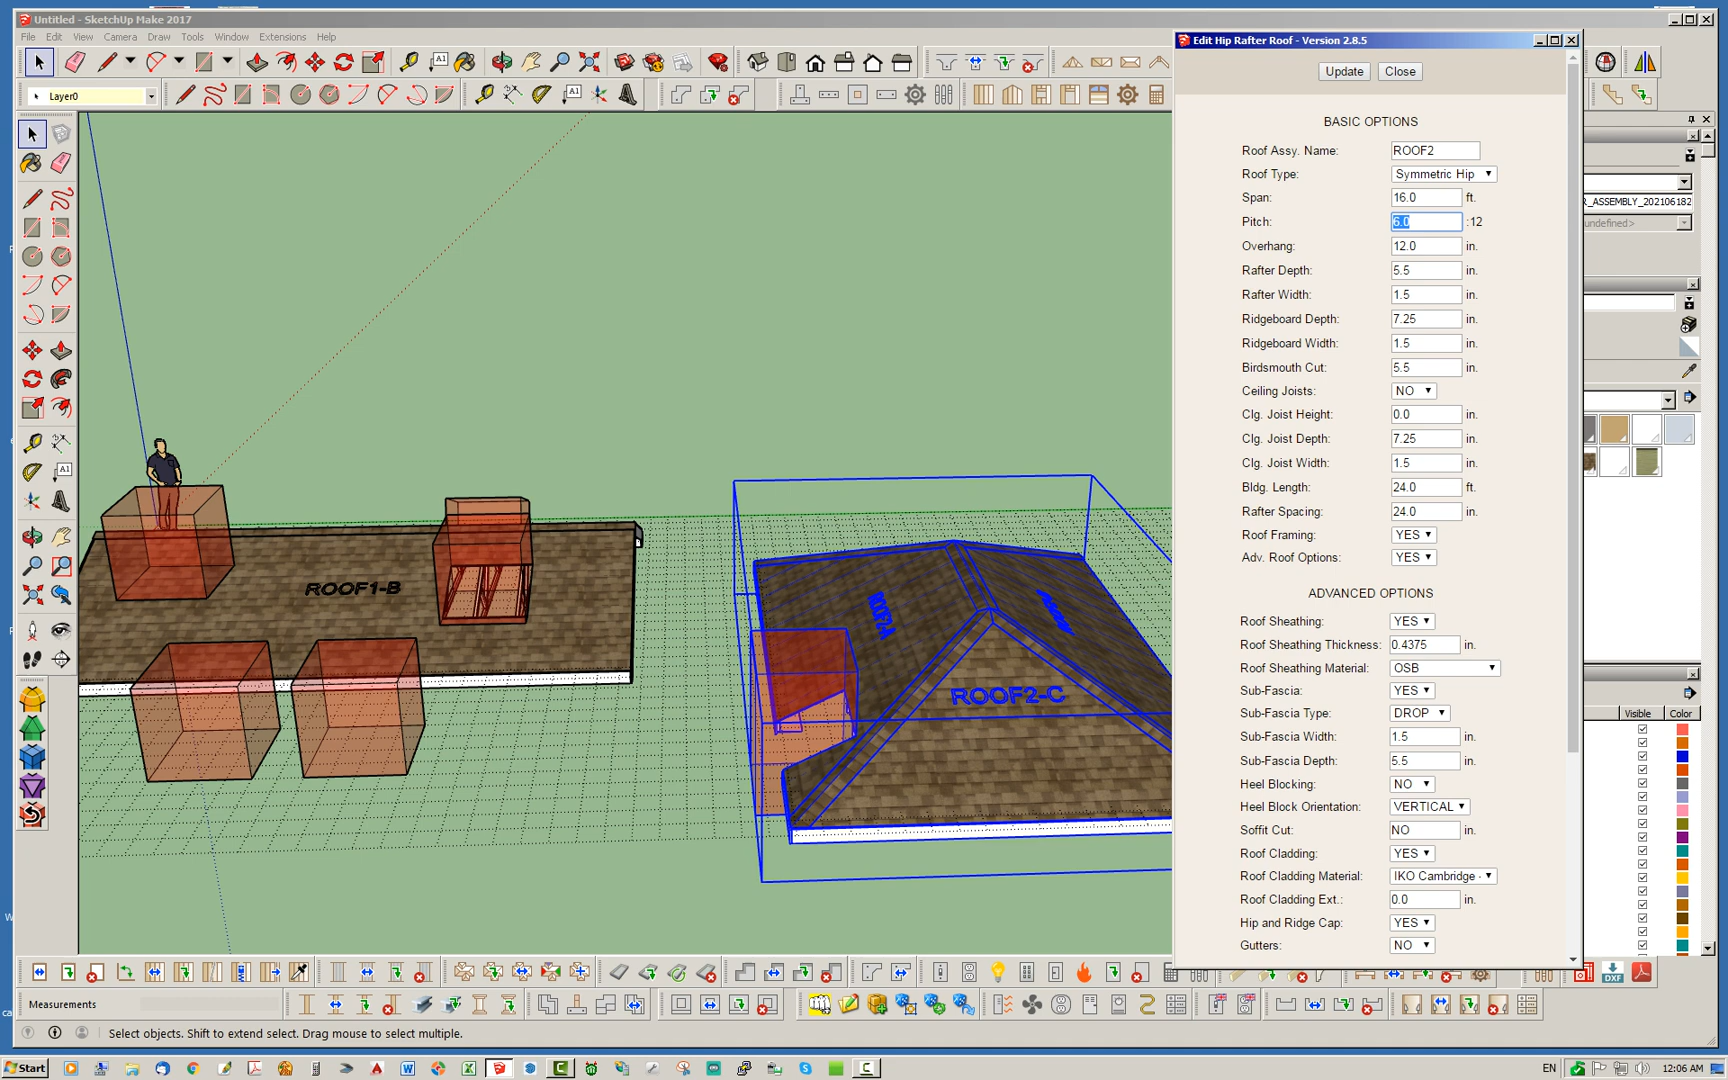 Untitled - SketchUp Make 2017
File Edit View Camera Draw Tools Window Extensions Help
Layer0
Edit Hip Rafter Roof - Version 2.8.5
Update Close
BASIC OPTIONS
Roof Assy. Name: ROOF2
Roof Type: Symmetric Hip
Span: 16.0 ft.
Pitch: 6.0 :12
Overhang: 12.0 in.
Rafter Depth: 5.5 in.
Rafter Width: 1.5 in.
Ridgeboard Depth: 7.25 in.
Ridgeboard Width: 1.5 in.
Birdsmouth Cut: 5.5 in.
Ceiling Joists: NO
Clg. Joist Height: 0.0 in.
Clg. Joist Depth: 7.25 in.
Clg. Joist Width: 1.5 in.
Bldg. Length: 24.0 ft.
Rafter Spacing: 24.0 in.
Roof Framing: YES
Adv. Roof Options: YES
ADVANCED OPTIONS
Roof Sheathing: YES
Roof Sheathing Thickness: 0.4375 in.
Roof Sheathing Material: OSB
Sub-Fascia: YES
Sub-Fascia Type: DROP
Sub-Fascia Width: 1.5 in.
Sub-Fascia Depth: 5.5 in.
Heel Blocking: NO
Heel Block Orientation: VERTICAL
Soffit Cut: NO in.
Roof Cladding: YES
Roof Cladding Material: IKO Cambridge -
Roof Cladding Ext.: 0.0 in.
Hip and Ridge Cap: YES
Gutters: NO
R_ASSEMBLY_202106182
undefined>
Visible Color
ROOF1-B
ROOF2-C
Measurements
Select objects. Shift to extend select. Drag mouse to select multiple.
Start
EN
12:06 AM
DXF